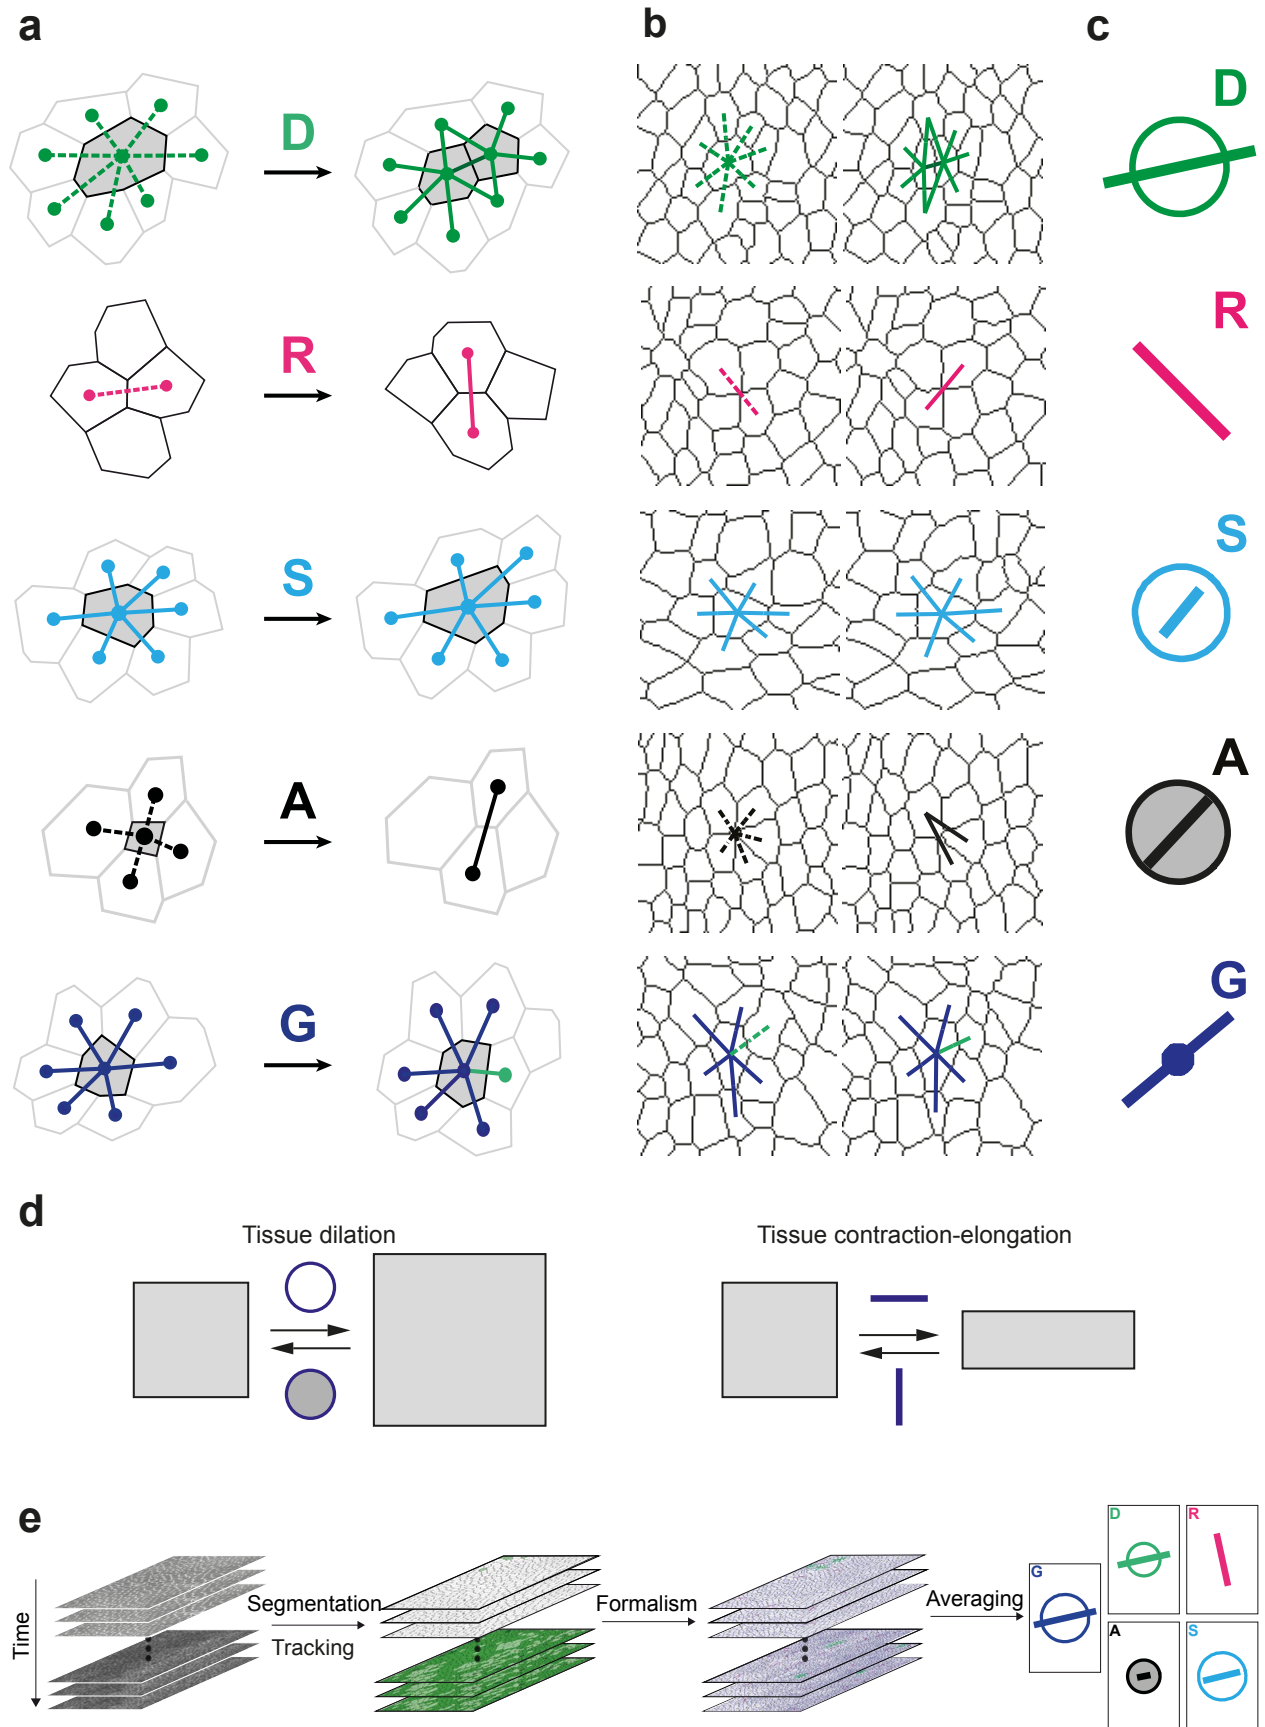 a
b
c
D
D
R
R
S
S
A
A
G
G
d
Tissue dilation
Tissue contraction-elongation
e
Time
Segmentation
Tracking
Formalism
Averaging
G
D
R
A
S